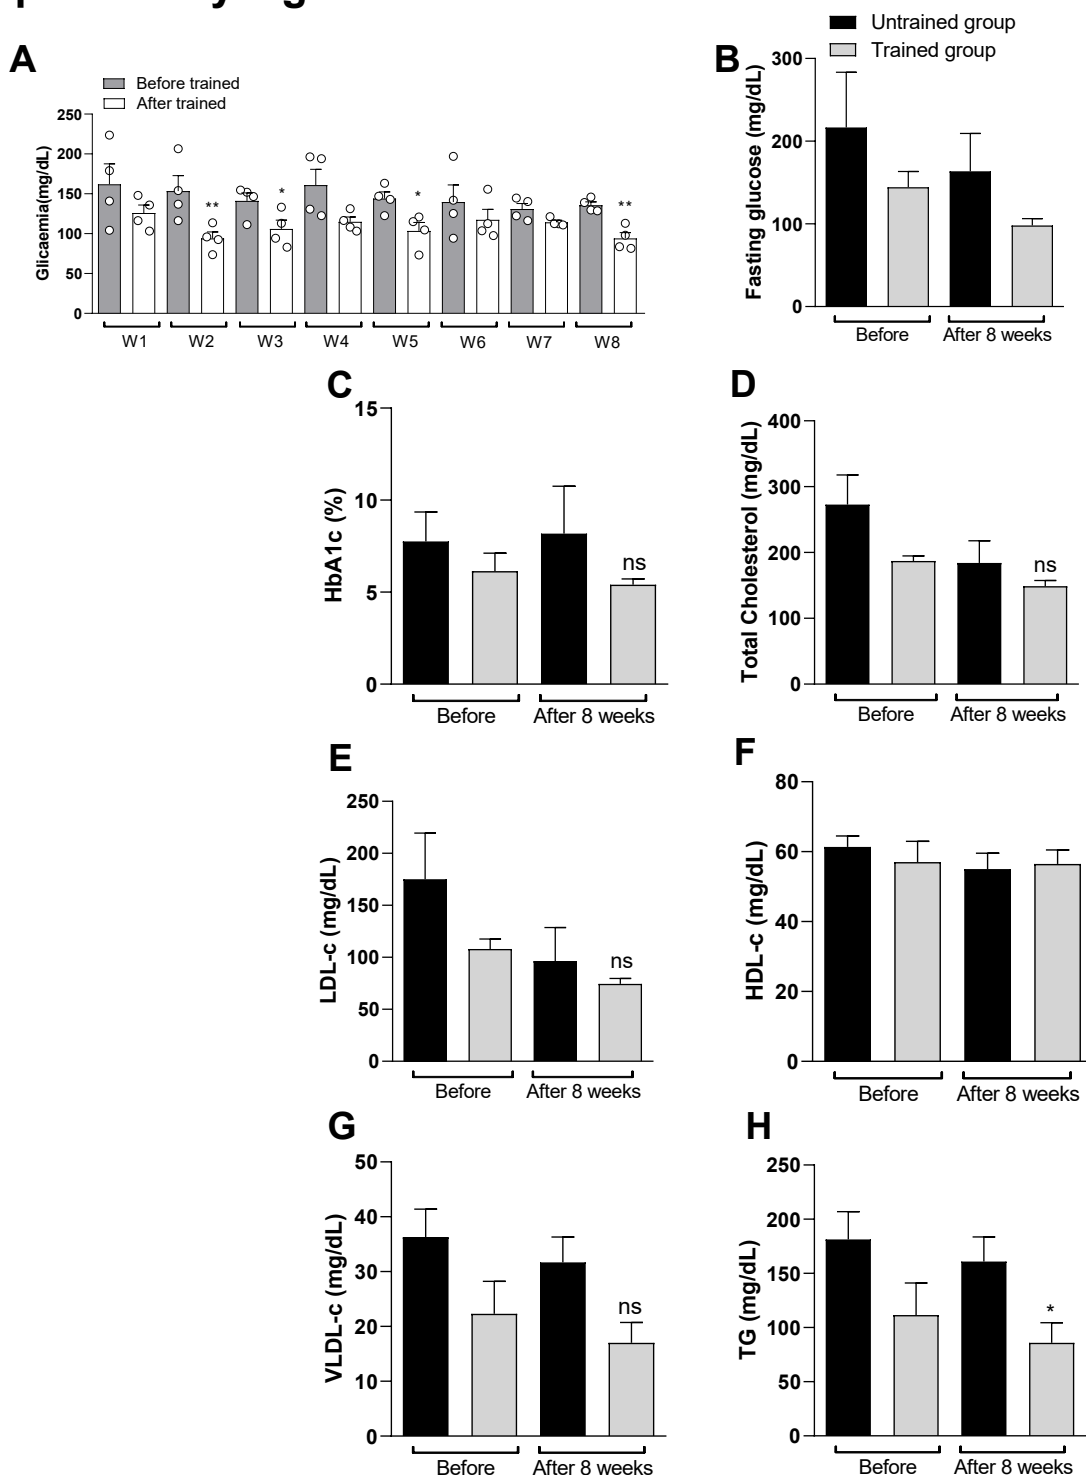 A
Before trained
After trained
Glicaemia(mg/dL)
250
200
150
100
50
0
**
*
*
**
W1 W2 W3 W4 W5 W6 W7 W8
Untrained group
Trained group
B
Fasting glucose (mg/dL)
300
200
100
0
Before After 8 weeks
C
HbA1c (%)
15
10
5
0
ns
Before After 8 weeks
D
Total Cholesterol (mg/dL)
400
300
200
100
0
ns
Before After 8 weeks
E
LDL-c (mg/dL)
250
200
150
100
50
0
ns
Before After 8 weeks
F
HDL-c (mg/dL)
80
60
40
20
0
Before After 8 weeks
G
VLDL-c (mg/dL)
50
40
30
20
10
0
ns
Before After 8 weeks
H
TG (mg/dL)
250
200
150
100
50
0
*
Before After 8 weeks